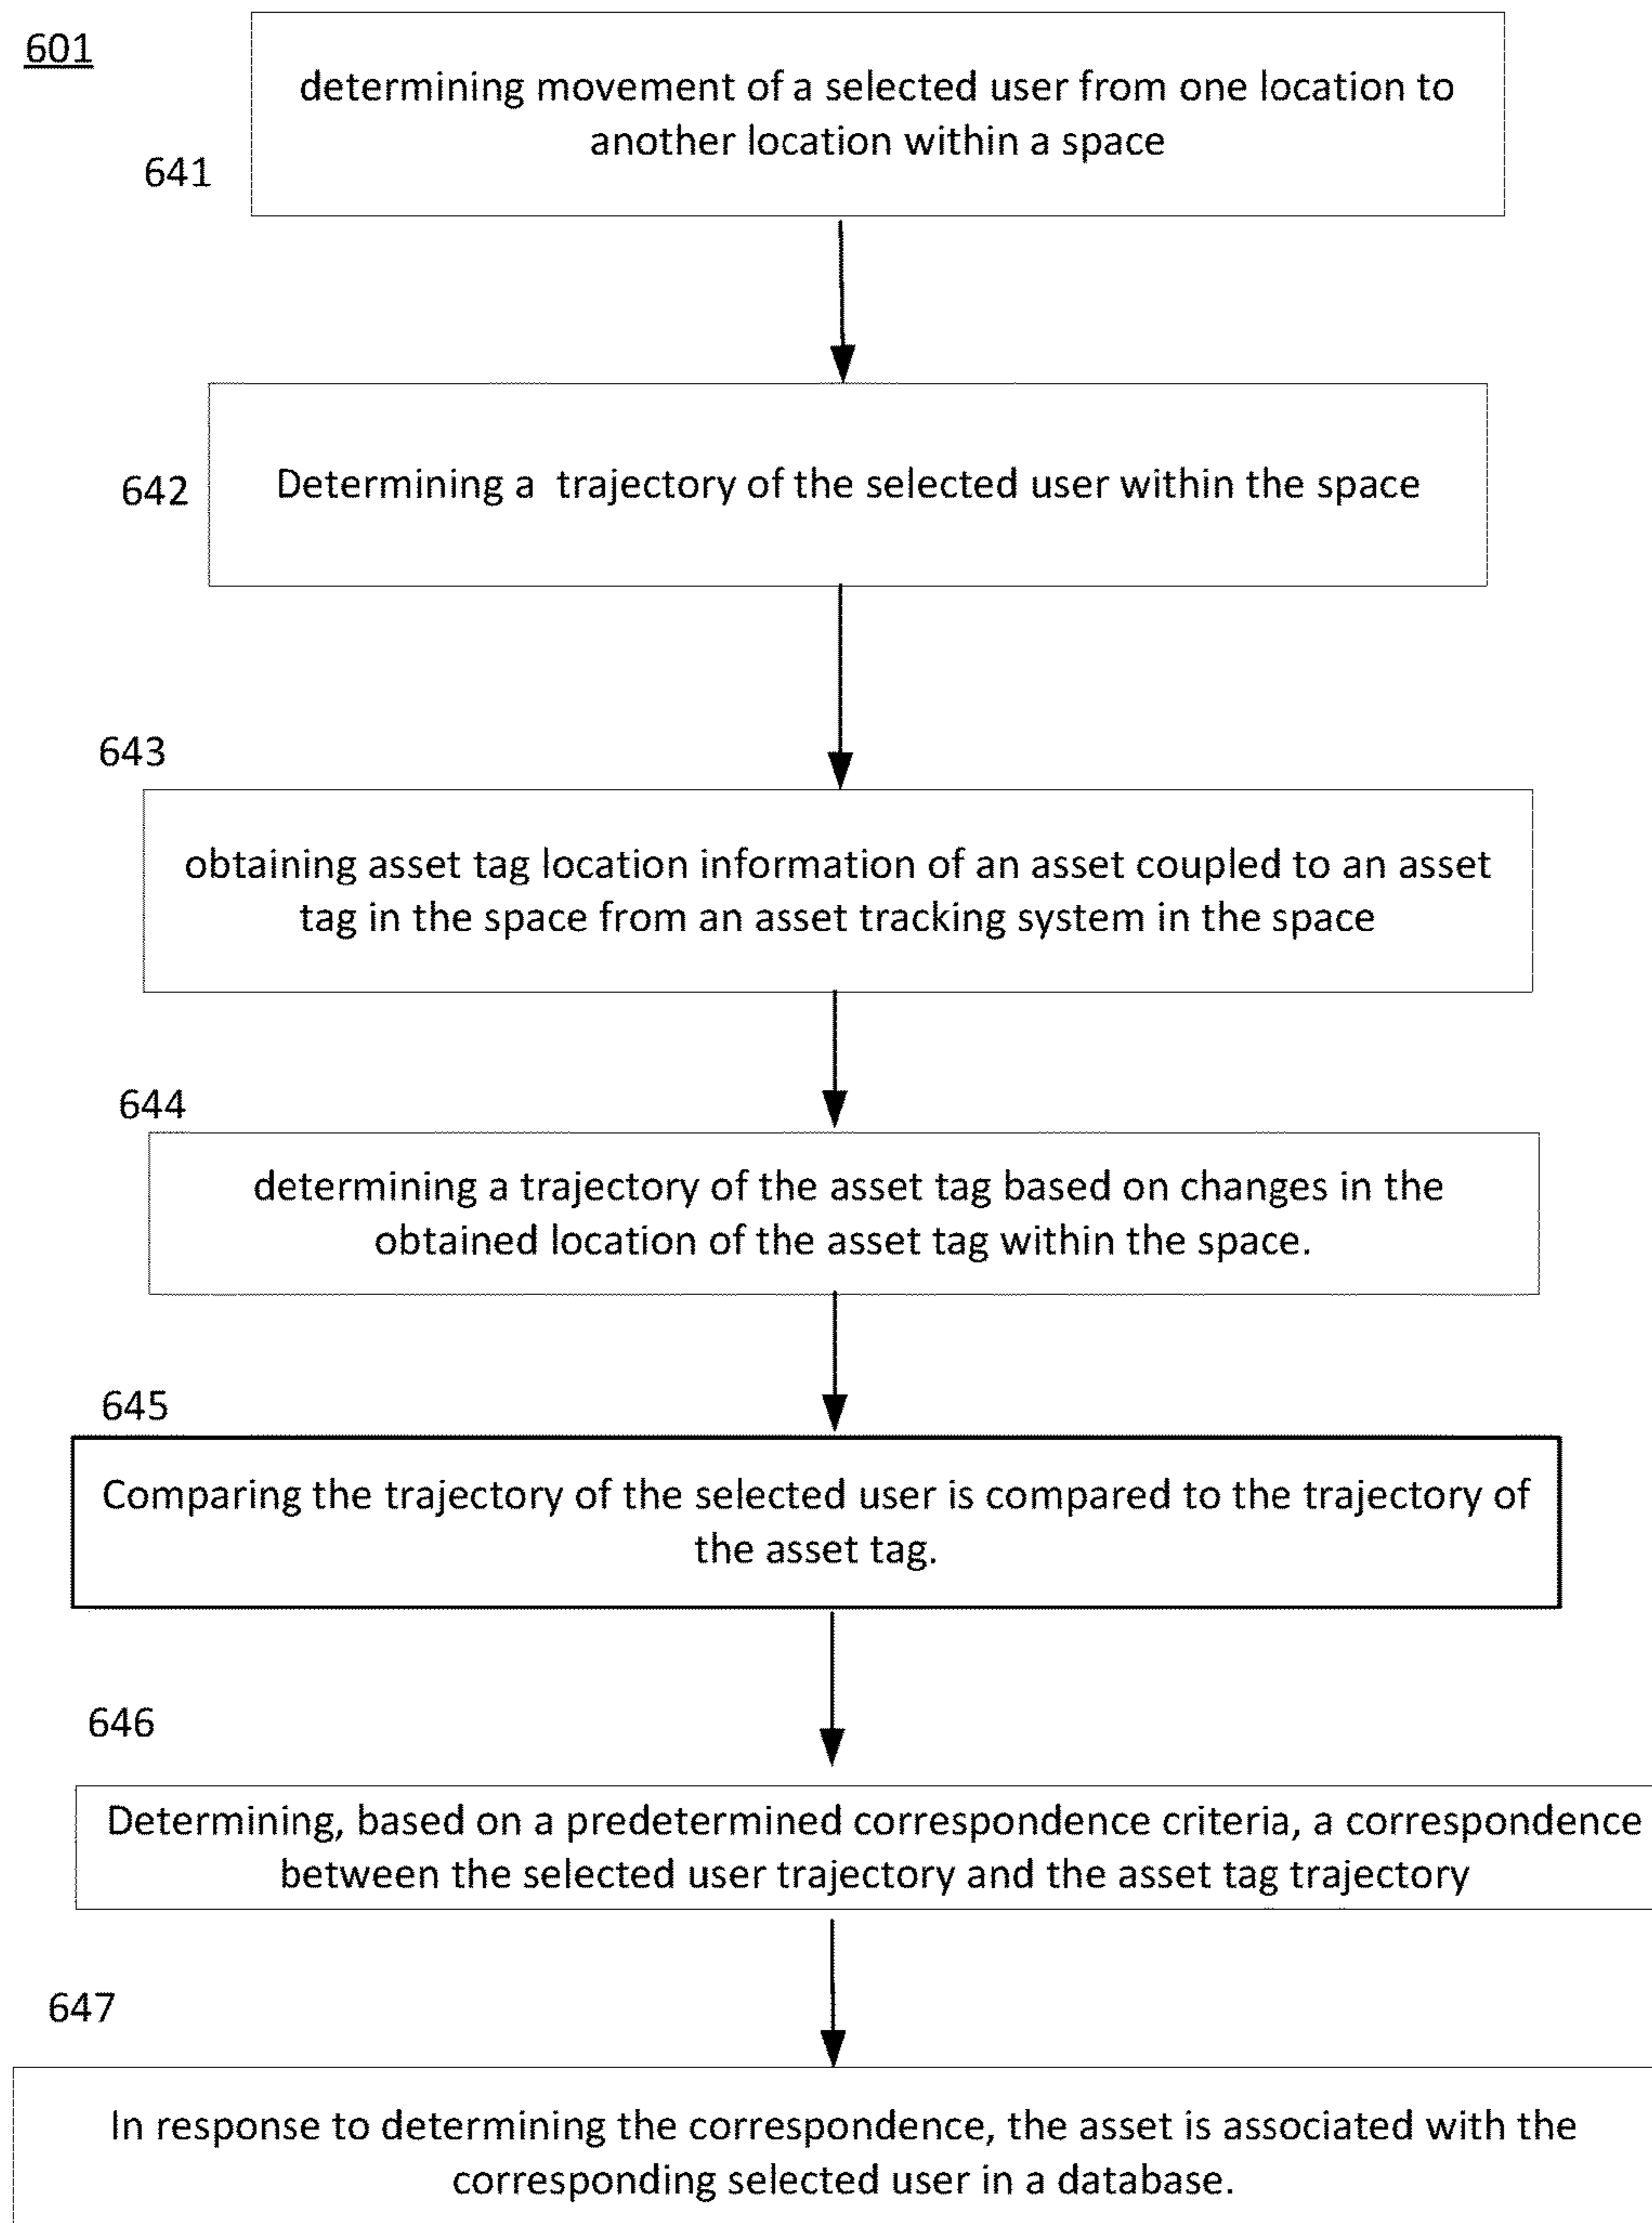 601
determining movement of a selected user from one location to
another location within a space
641
642
Determining a trajectory of the selected user within the space
643
obtaining asset tag location information of an asset coupled to an asset
tag in the space from an asset tracking system in the space
644
determining a trajectory of the asset tag based on changes in the
obtained location of the asset tag within the space.
645
Comparing the trajectory of the selected user is compared to the trajectory of
the asset tag.
646
Determining, based on a predetermined correspondence criteria, a correspondence
between the selected user trajectory and the asset tag trajectory
647
In response to determining the correspondence, the asset is associated with the
corresponding selected user in a database.